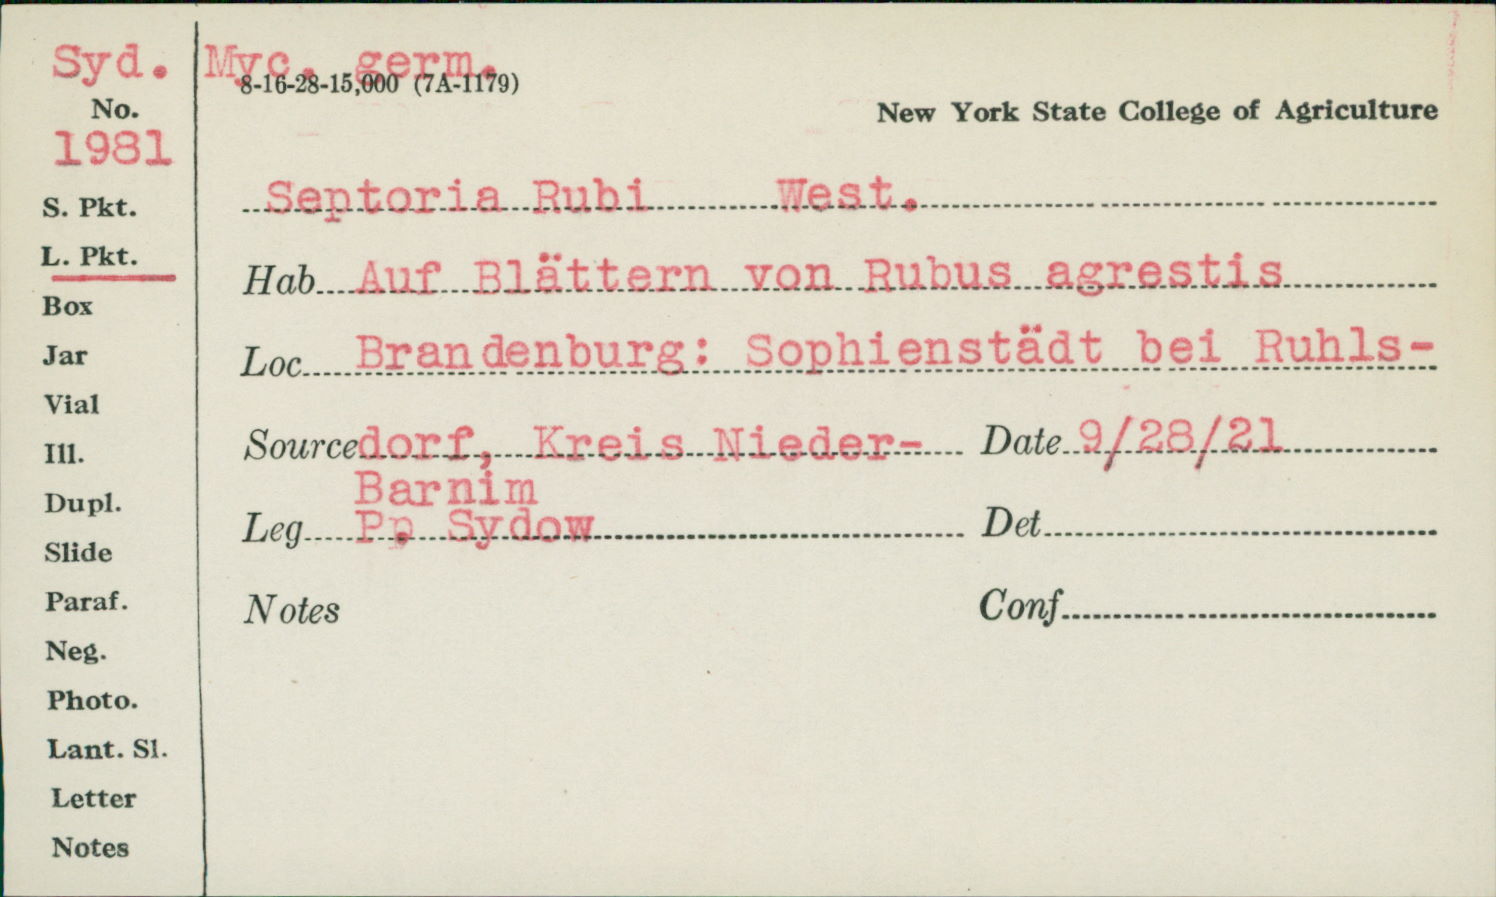 Syd. Myc. germ.
8-16-28-15,000 (7A-1179)
No.
1981
New York State College of Agriculture
S. Pkt.
Septoria Rubi West.
L. Pkt.
Hab. Auf Blättern von Rubus agrestis
Box
Jar
Loc. Brandenburg: Sophienstädt bei Ruhls-
Vial
Ill.
Source dorf, Kreis Nieder- Date 9/28/21
Barnim
Dupl.
Leg. P. Sydow Det.
Slide
Paraf.
Notes Conf.
Neg.
Photo.
Lant. Sl.
Letter
Notes